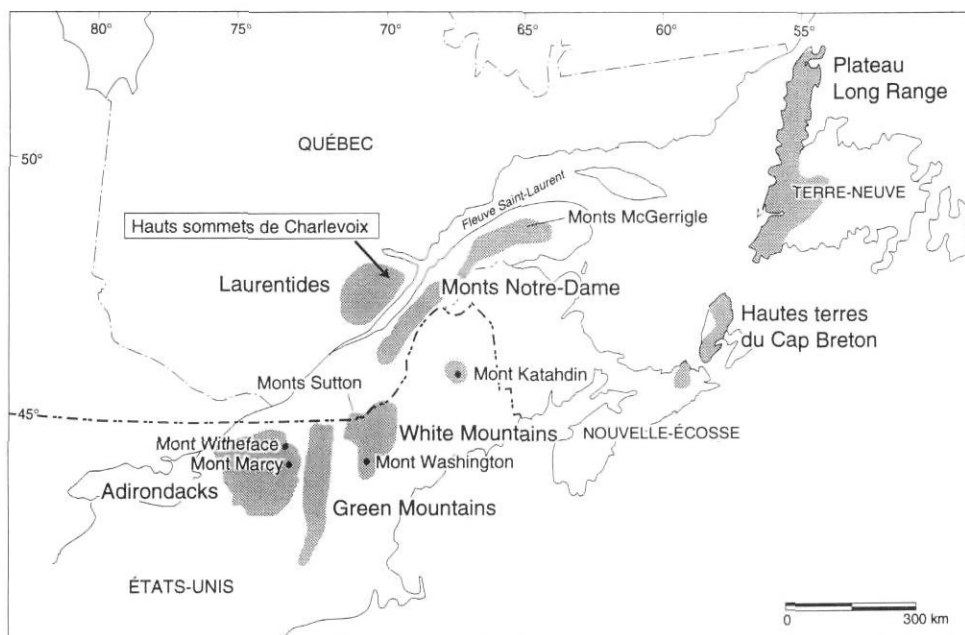 80°
75°
70°
65°
60°
55°
Plateau
Long Range
QUÉBEC
50°
TERRE-NEUVE
Fleuve Saint-Laurent
Monts McGerrigle
Hauts sommets de Charlevoix
Laurentides
Monts Notre-Dame
Hautes terres
du Cap Breton
Mont Katahdin
Monts Sutton
45°
White Mountains
NOUVELLE-ÉCOSSE
Mont Witheface
Mont Marcy
Mont Washington
Adirondacks
Green Mountains
ÉTATS-UNIS
0
300 km